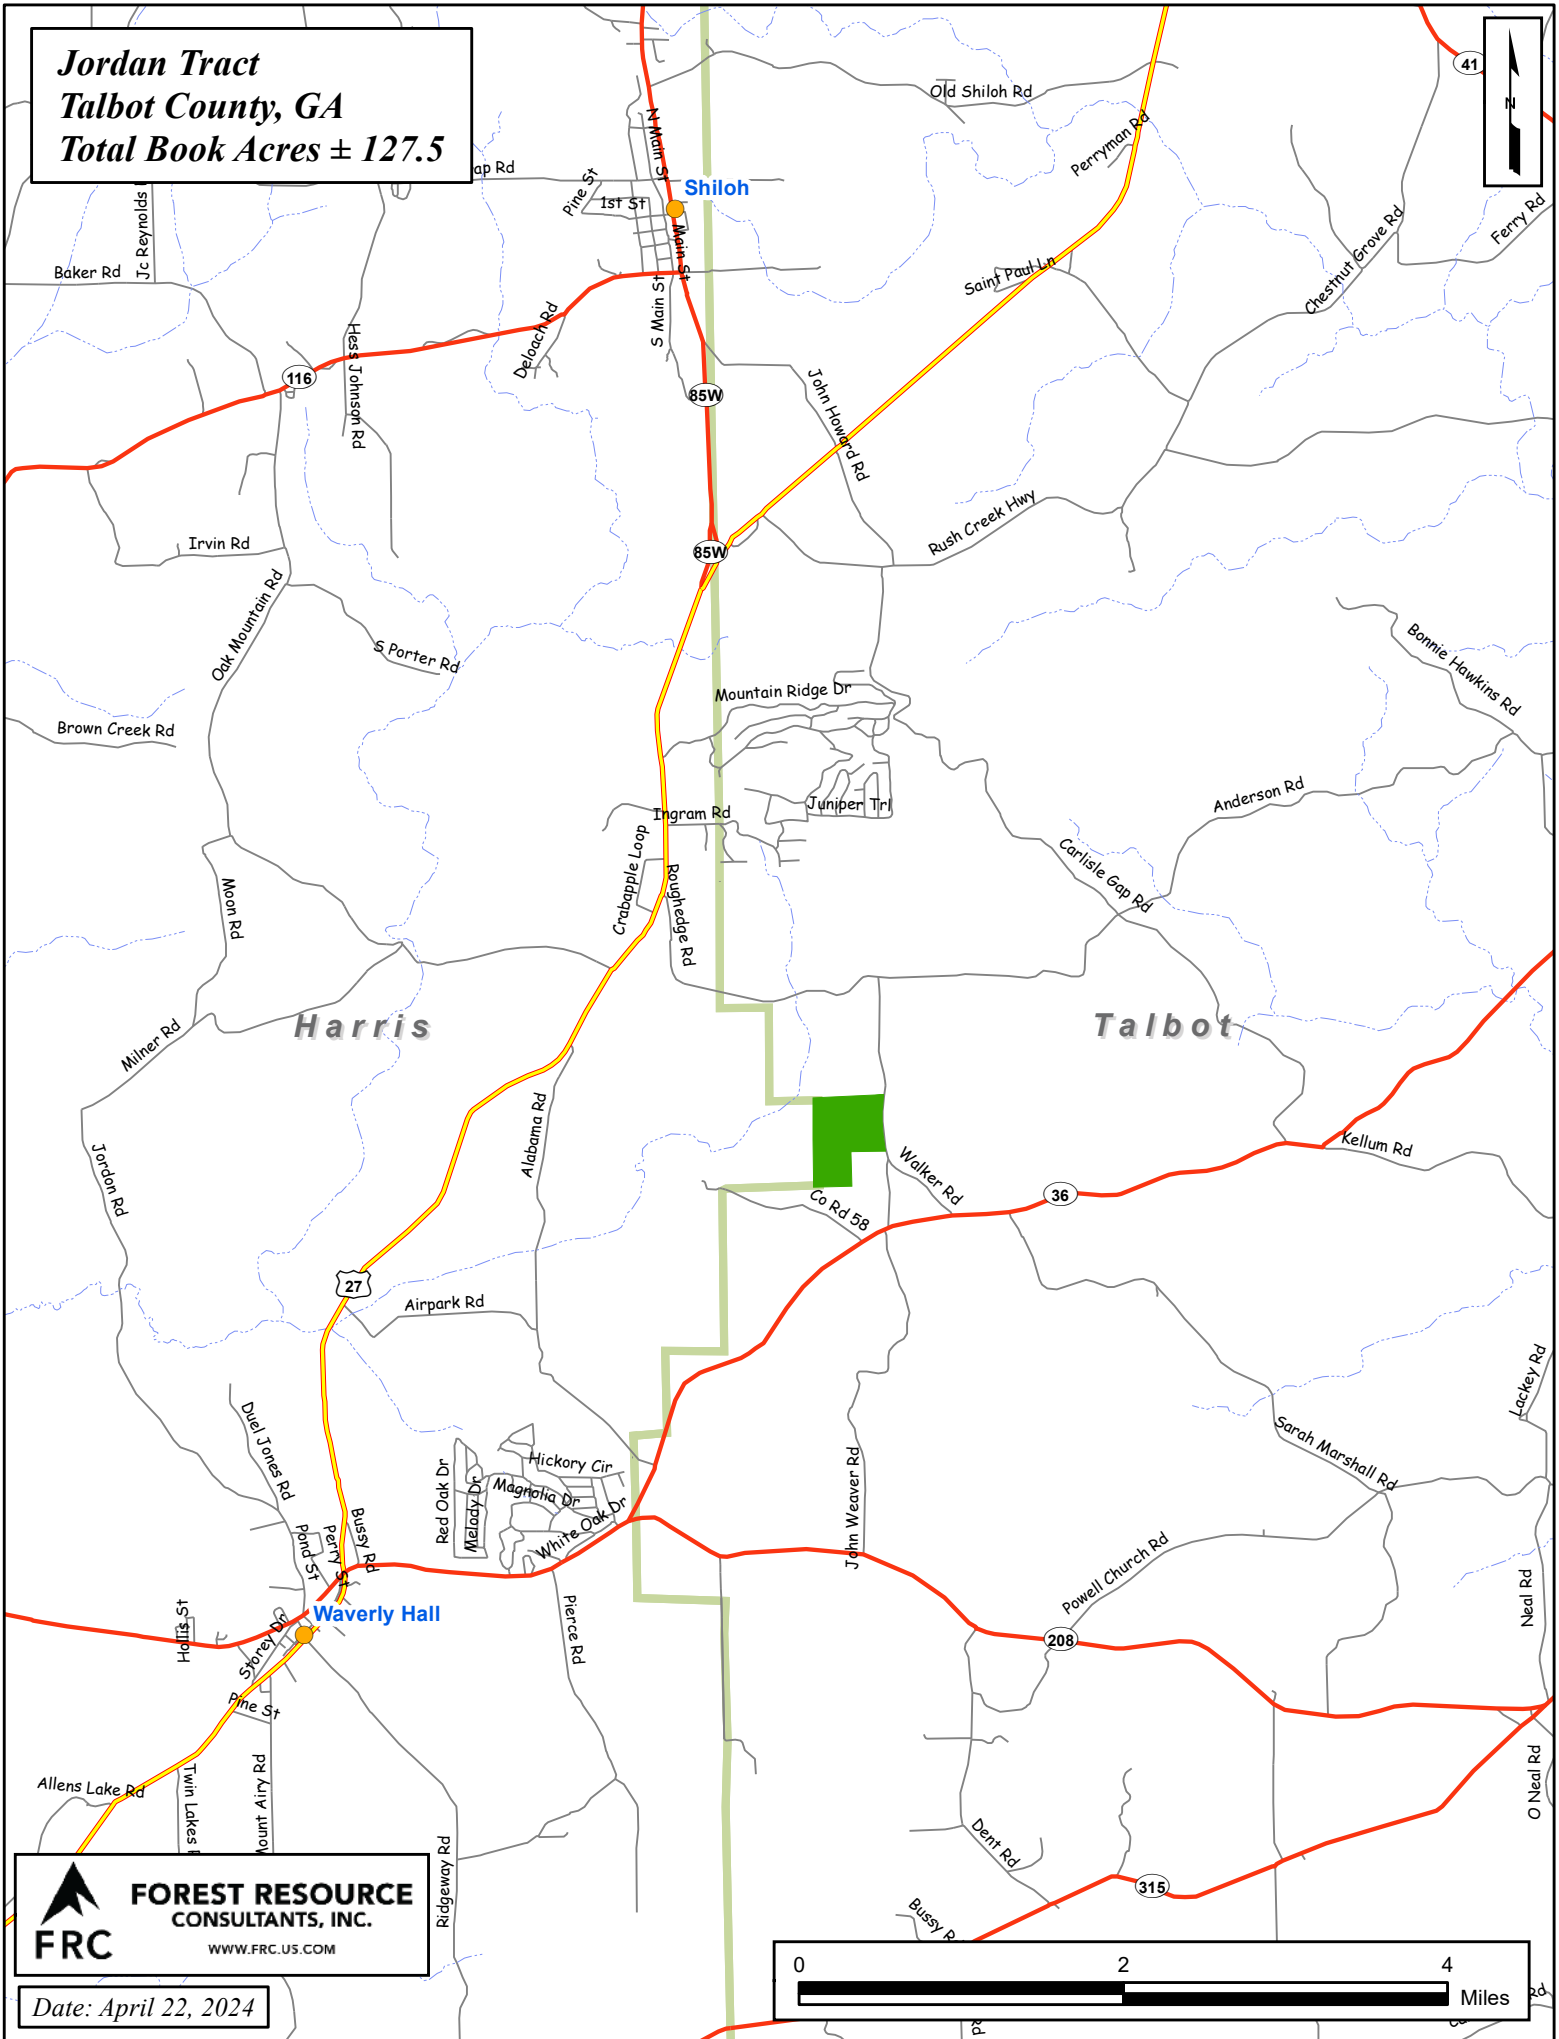 Jordan Tract
Talbot County, GA
Total Book Acres ± 127.5
N
41
Old Shiloh Rd
Perryman Rd
N Main St
ap Rd
Pine St
1st St
Shiloh
Main St
Jc Reynolds
Baker Rd
Saint Paul Ln
Chestnut Grove Rd
Ferry Rd
S Main St
Deloach Rd
Hess Johnson Rd
116
85W
John Howard Rd
Rush Creek Hwy
85W
Irvin Rd
Oak Mountain Rd
S Porter Rd
Bonnie Hawkins Rd
Mountain Ridge Dr
Brown Creek Rd
Anderson Rd
Juniper Trl
Ingram Rd
Crabapple Loop
Carlisle Gap Rd
Moon Rd
Roughedge Rd
Harris
Talbot
Milner Rd
Alabama Rd
Jordon Rd
Kellum Rd
Walker Rd
36
Co Rd 58
27
Airpark Rd
Lackey Rd
Duel Jones Rd
Sarah Marshall Rd
Red Oak Dr
Melody Dr
Hickory Cir
Magnolia Dr
White Oak Dr
John Weaver Rd
Bussy Rd
Perry St
Pond St
Powell Church Rd
Neal Rd
Waverly Hall
Hollis St
Storey Dr
Pierce Rd
208
Pine St
Allens Lake Rd
Twin Lakes
Mount Airy Rd
O Neal Rd
Ridgeway Rd
Dent Rd
315
Bussy R
FRC
FOREST RESOURCE
CONSULTANTS, INC.
WWW.FRC.US.COM
Date: April 22, 2024
0 2 4
Miles
Rd